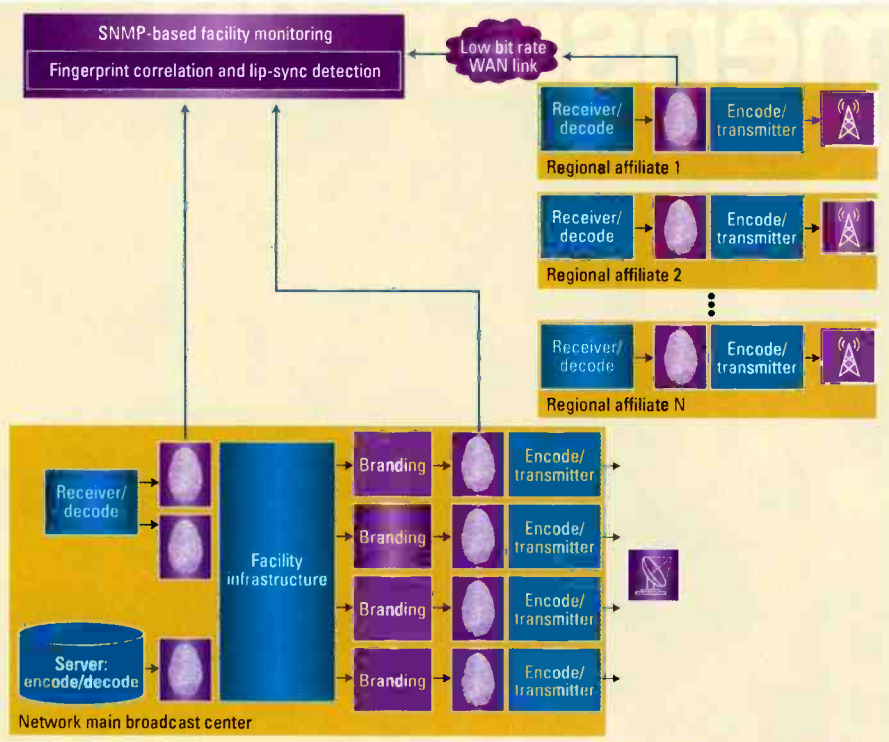 SNMP-based facility monitoring
Fingerprint correlation and lip-sync detection
Low bit rate
WAN link
Receiver/
decode
Encode/
transmitter
Regional affiliate 1
Receiver/
decode
Encode/
transmitter
Regional affiliate 2
Receiver/
decode
Encode/
transmitter
Regional affiliate N
Receiver/
decode
Server:
encode/decode
Facility
infrastructure
Branding
Encode/
transmitter
Branding
Encode/
transmitter
Branding
Encode/
transmitter
Branding
Encode/
transmitter
Network main broadcast center